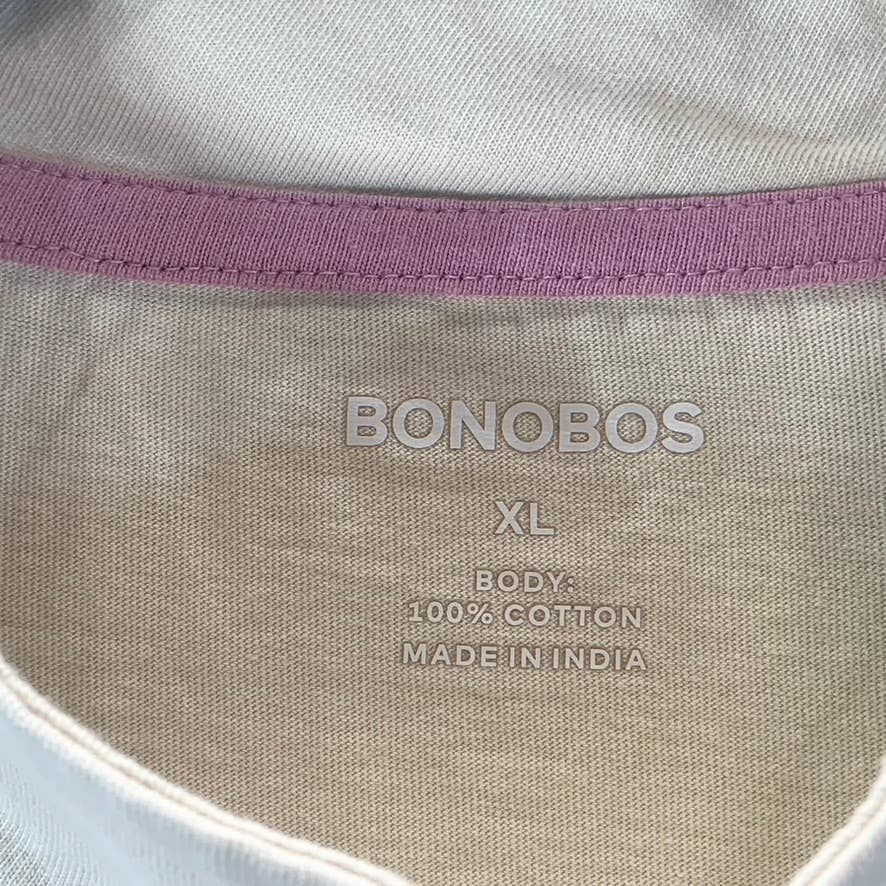 BONOBOS
XL
BODY:
100% COTTON
MADE IN INDIA